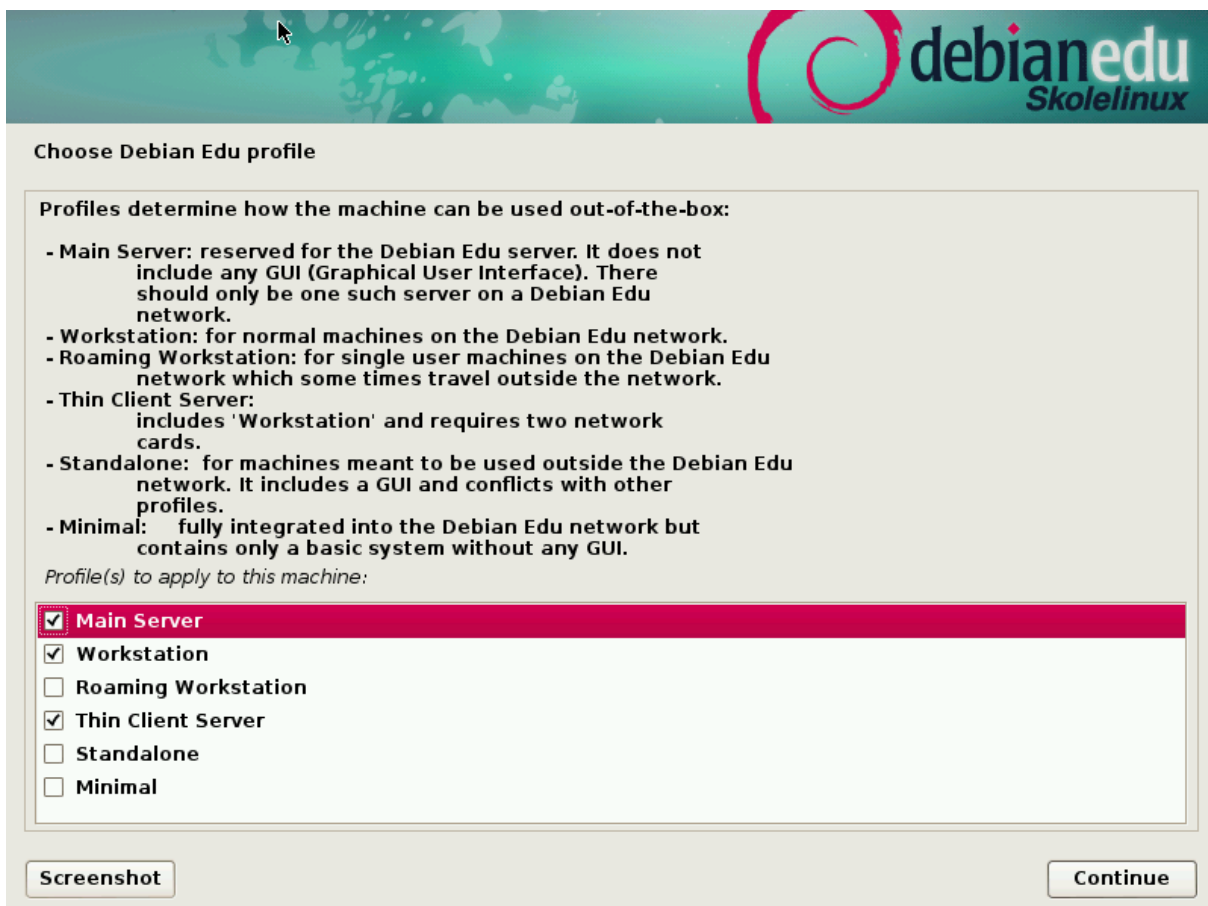 debianedu
Skolelinux
Choose Debian Edu profile
Profiles determine how the machine can be used out-of-the-box:
- Main Server: reserved for the Debian Edu server. It does not
include any GUI (Graphical User Interface). There
should only be one such server on a Debian Edu
network.
- Workstation: for normal machines on the Debian Edu network.
- Roaming Workstation: for single user machines on the Debian Edu
network which some times travel outside the network.
- Thin Client Server:
includes 'Workstation' and requires two network
cards.
- Standalone: for machines meant to be used outside the Debian Edu
network. It includes a GUI and conflicts with other
profiles.
- Minimal: fully integrated into the Debian Edu network but
contains only a basic system without any GUI.
Profile(s) to apply to this machine:
Main Server
Workstation
Roaming Workstation
Thin Client Server
Standalone
Minimal
Screenshot
Continue